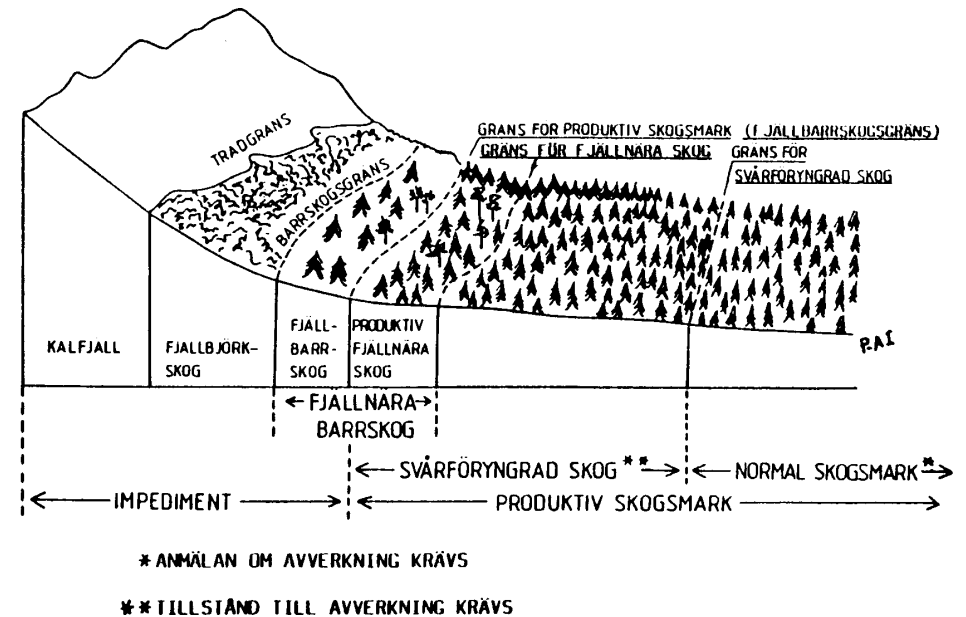 TRÄDGRÄNS
BARRSKOGSGRÄNS
GRÄNS FÖR PRODUKTIV SKOGSMARK (FJÄLLBARRSKOGSGRÄNS)
GRÄNS FÖR FJÄLLNÄRA SKOG
GRÄNS FÖR
SVÅRFÖRYNGRAD SKOG
KALFJÄLL
FJÄLLBJÖRK-
SKOG
FJÄLL-
BARR-
SKOG
PRODUKTIV
FJÄLLNÄRA
SKOG
P-AI
FJÄLLNÄRA
BARRSKOG
SVÅRFÖRYNGRAD SKOG**
NORMAL SKOGSMARK*
IMPEDIMENT
PRODUKTIV SKOGSMARK
* ANMÄLAN OM AVVERKNING KRÄVS
** TILLSTÅND TILL AVVERKNING KRÄVS